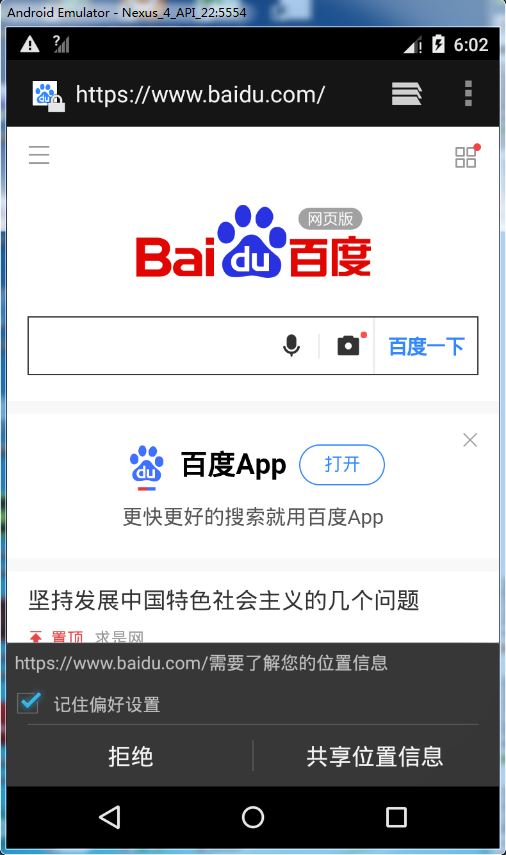 Android Emulator - Nexus_4_API_22:5554
6:02
https://www.baidu.com/
网页版
Bai du 百度
百度一下
du 百度App 打开
更快更好的搜索就用百度App
坚持发展中国特色社会主义的几个问题
置顶 求是网
https://www.baidu.com/需要了解您的位置信息
记住偏好设置
拒绝 共享位置信息